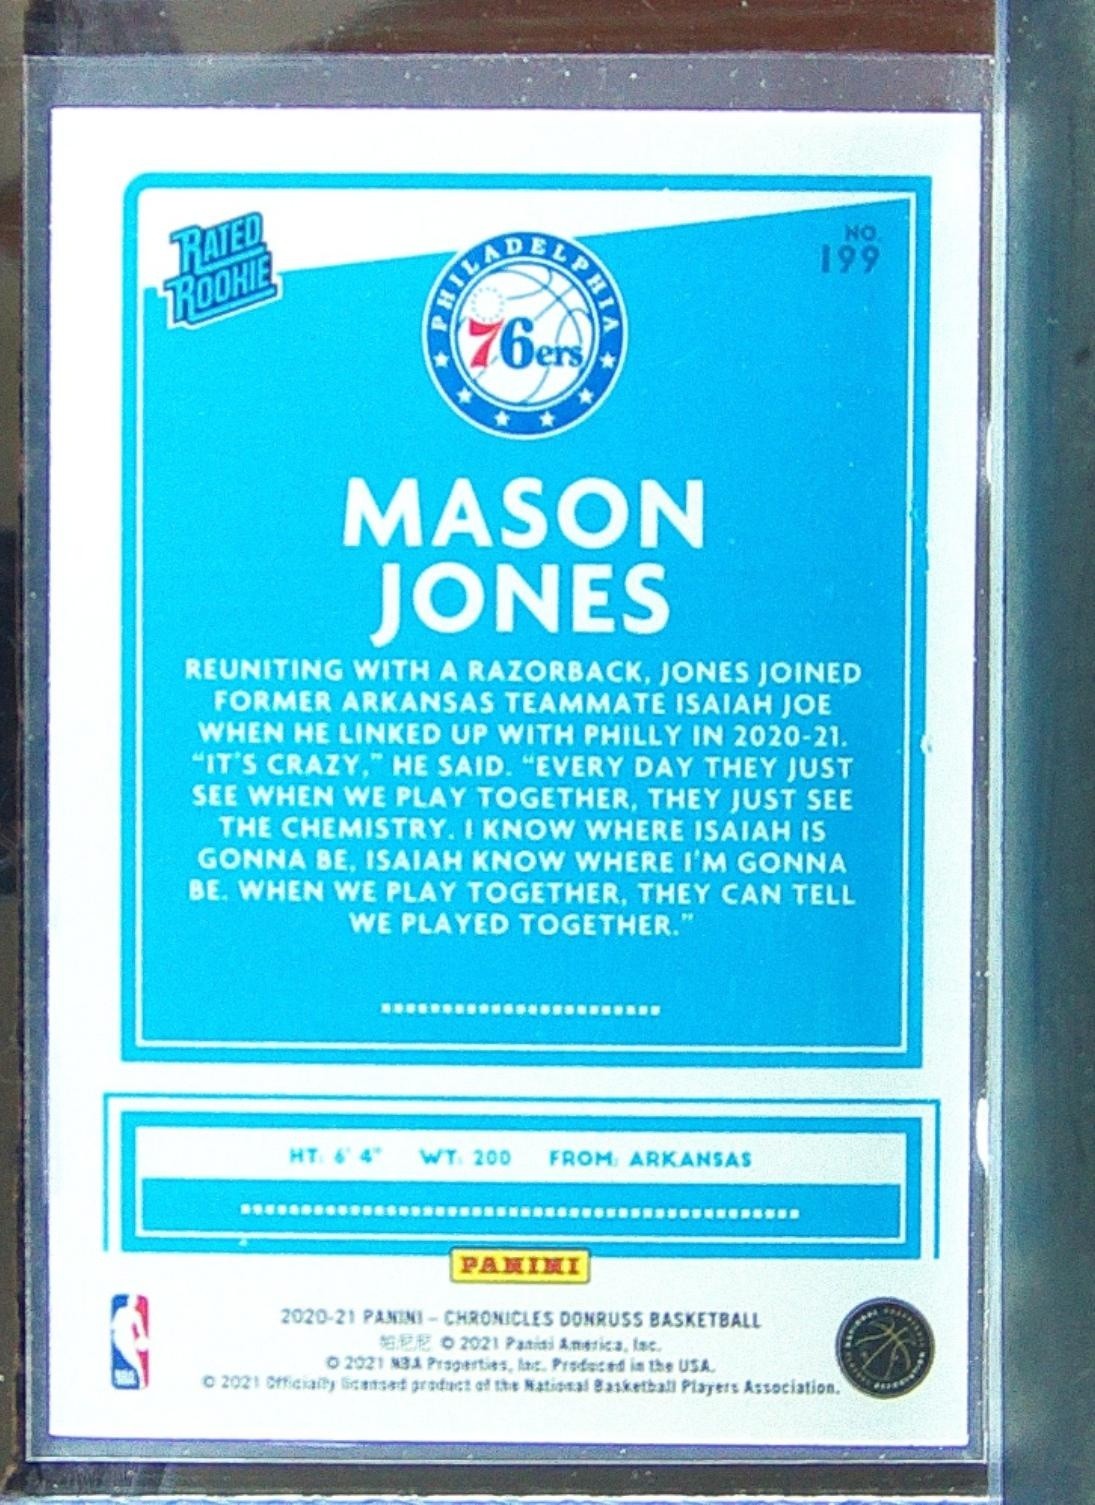 RATED
ROOKIE
PHILADELPHIA
76ers
NO.
199
MASON
JONES
REUNITING WITH A RAZORBACK, JONES JOINED
FORMER ARKANSAS TEAMMATE ISAIAH JOE
WHEN HE LINKED UP WITH PHILLY IN 2020-21.
“IT’S CRAZY,” HE SAID. “EVERY DAY THEY JUST
SEE WHEN WE PLAY TOGETHER, THEY JUST SEE
THE CHEMISTRY. I KNOW WHERE ISAIAH IS
GONNA BE, ISAIAH KNOW WHERE I’M GONNA
BE. WHEN WE PLAY TOGETHER, THEY CAN TELL
WE PLAYED TOGETHER.”
HT: 6' 4" WT: 200 FROM: ARKANSAS
PANINI
2020-21 PANINI – CHRONICLES DONRUSS BASKETBALL
帕尼尼 © 2021 Panini America, Inc.
© 2021 NBA Properties, Inc. Produced in the USA.
© 2021 Officially licensed product of the National Basketball Players Association.
NBA